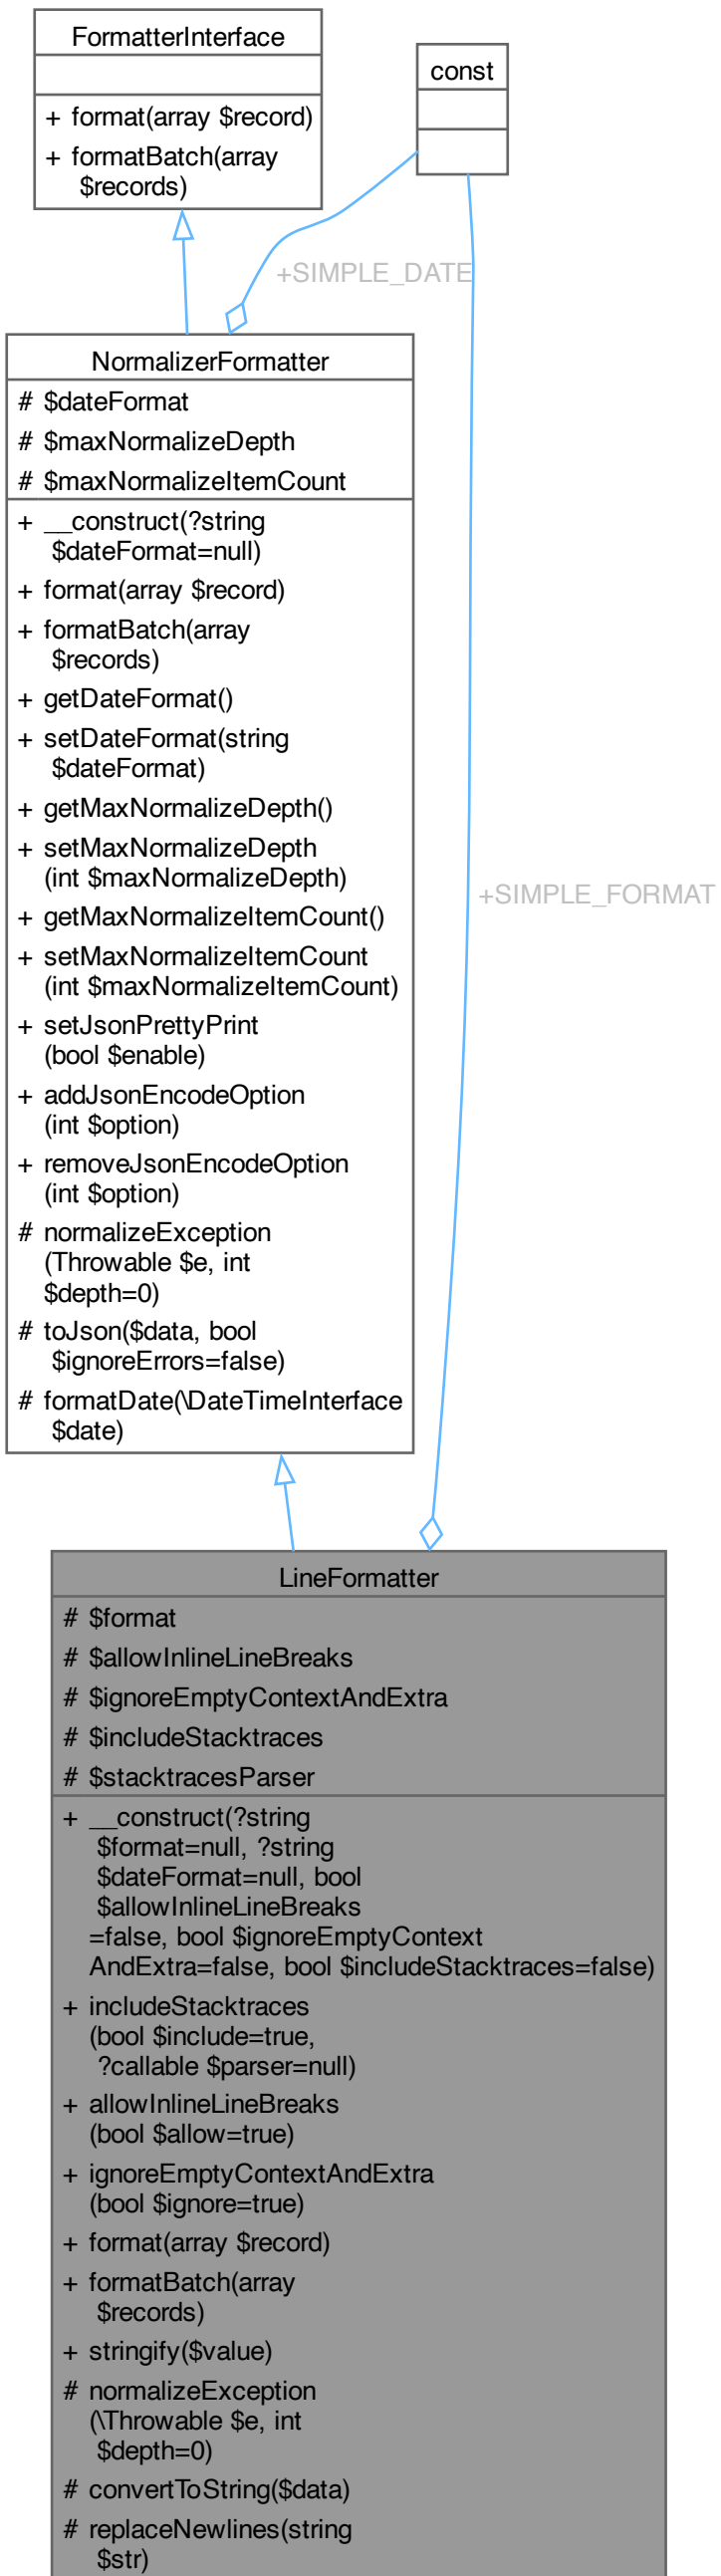 FormatterInterface
+ format(array $record)
+ formatBatch(array
$records)
const
+SIMPLE_DATE
NormalizerFormatter
# $dateFormat
# $maxNormalizeDepth
# $maxNormalizeItemCount
+ __construct(?string
$dateFormat=null)
+ format(array $record)
+ formatBatch(array
$records)
+ getDateFormat()
+ setDateFormat(string
$dateFormat)
+ getMaxNormalizeDepth()
+ setMaxNormalizeDepth
(int $maxNormalizeDepth)
+ getMaxNormalizeItemCount()
+ setMaxNormalizeItemCount
(int $maxNormalizeItemCount)
+ setJsonPrettyPrint
(bool $enable)
+ addJsonEncodeOption
(int $option)
+ removeJsonEncodeOption
(int $option)
# normalizeException
(Throwable $e, int
$depth=0)
# toJson($data, bool
$ignoreErrors=false)
# formatDate(\DateTimeInterface
$date)
+SIMPLE_FORMAT
LineFormatter
# $format
# $allowInlineLineBreaks
# $ignoreEmptyContextAndExtra
# $includeStacktraces
# $stacktracesParser
+ __construct(?string
$format=null, ?string
$dateFormat=null, bool
$allowInlineLineBreaks
=false, bool $ignoreEmptyContext
AndExtra=false, bool $includeStacktraces=false)
+ includeStacktraces
(bool $include=true,
?callable $parser=null)
+ allowInlineLineBreaks
(bool $allow=true)
+ ignoreEmptyContextAndExtra
(bool $ignore=true)
+ format(array $record)
+ formatBatch(array
$records)
+ stringify($value)
# normalizeException
(\Throwable $e, int
$depth=0)
# convertToString($data)
# replaceNewlines(string
$str)